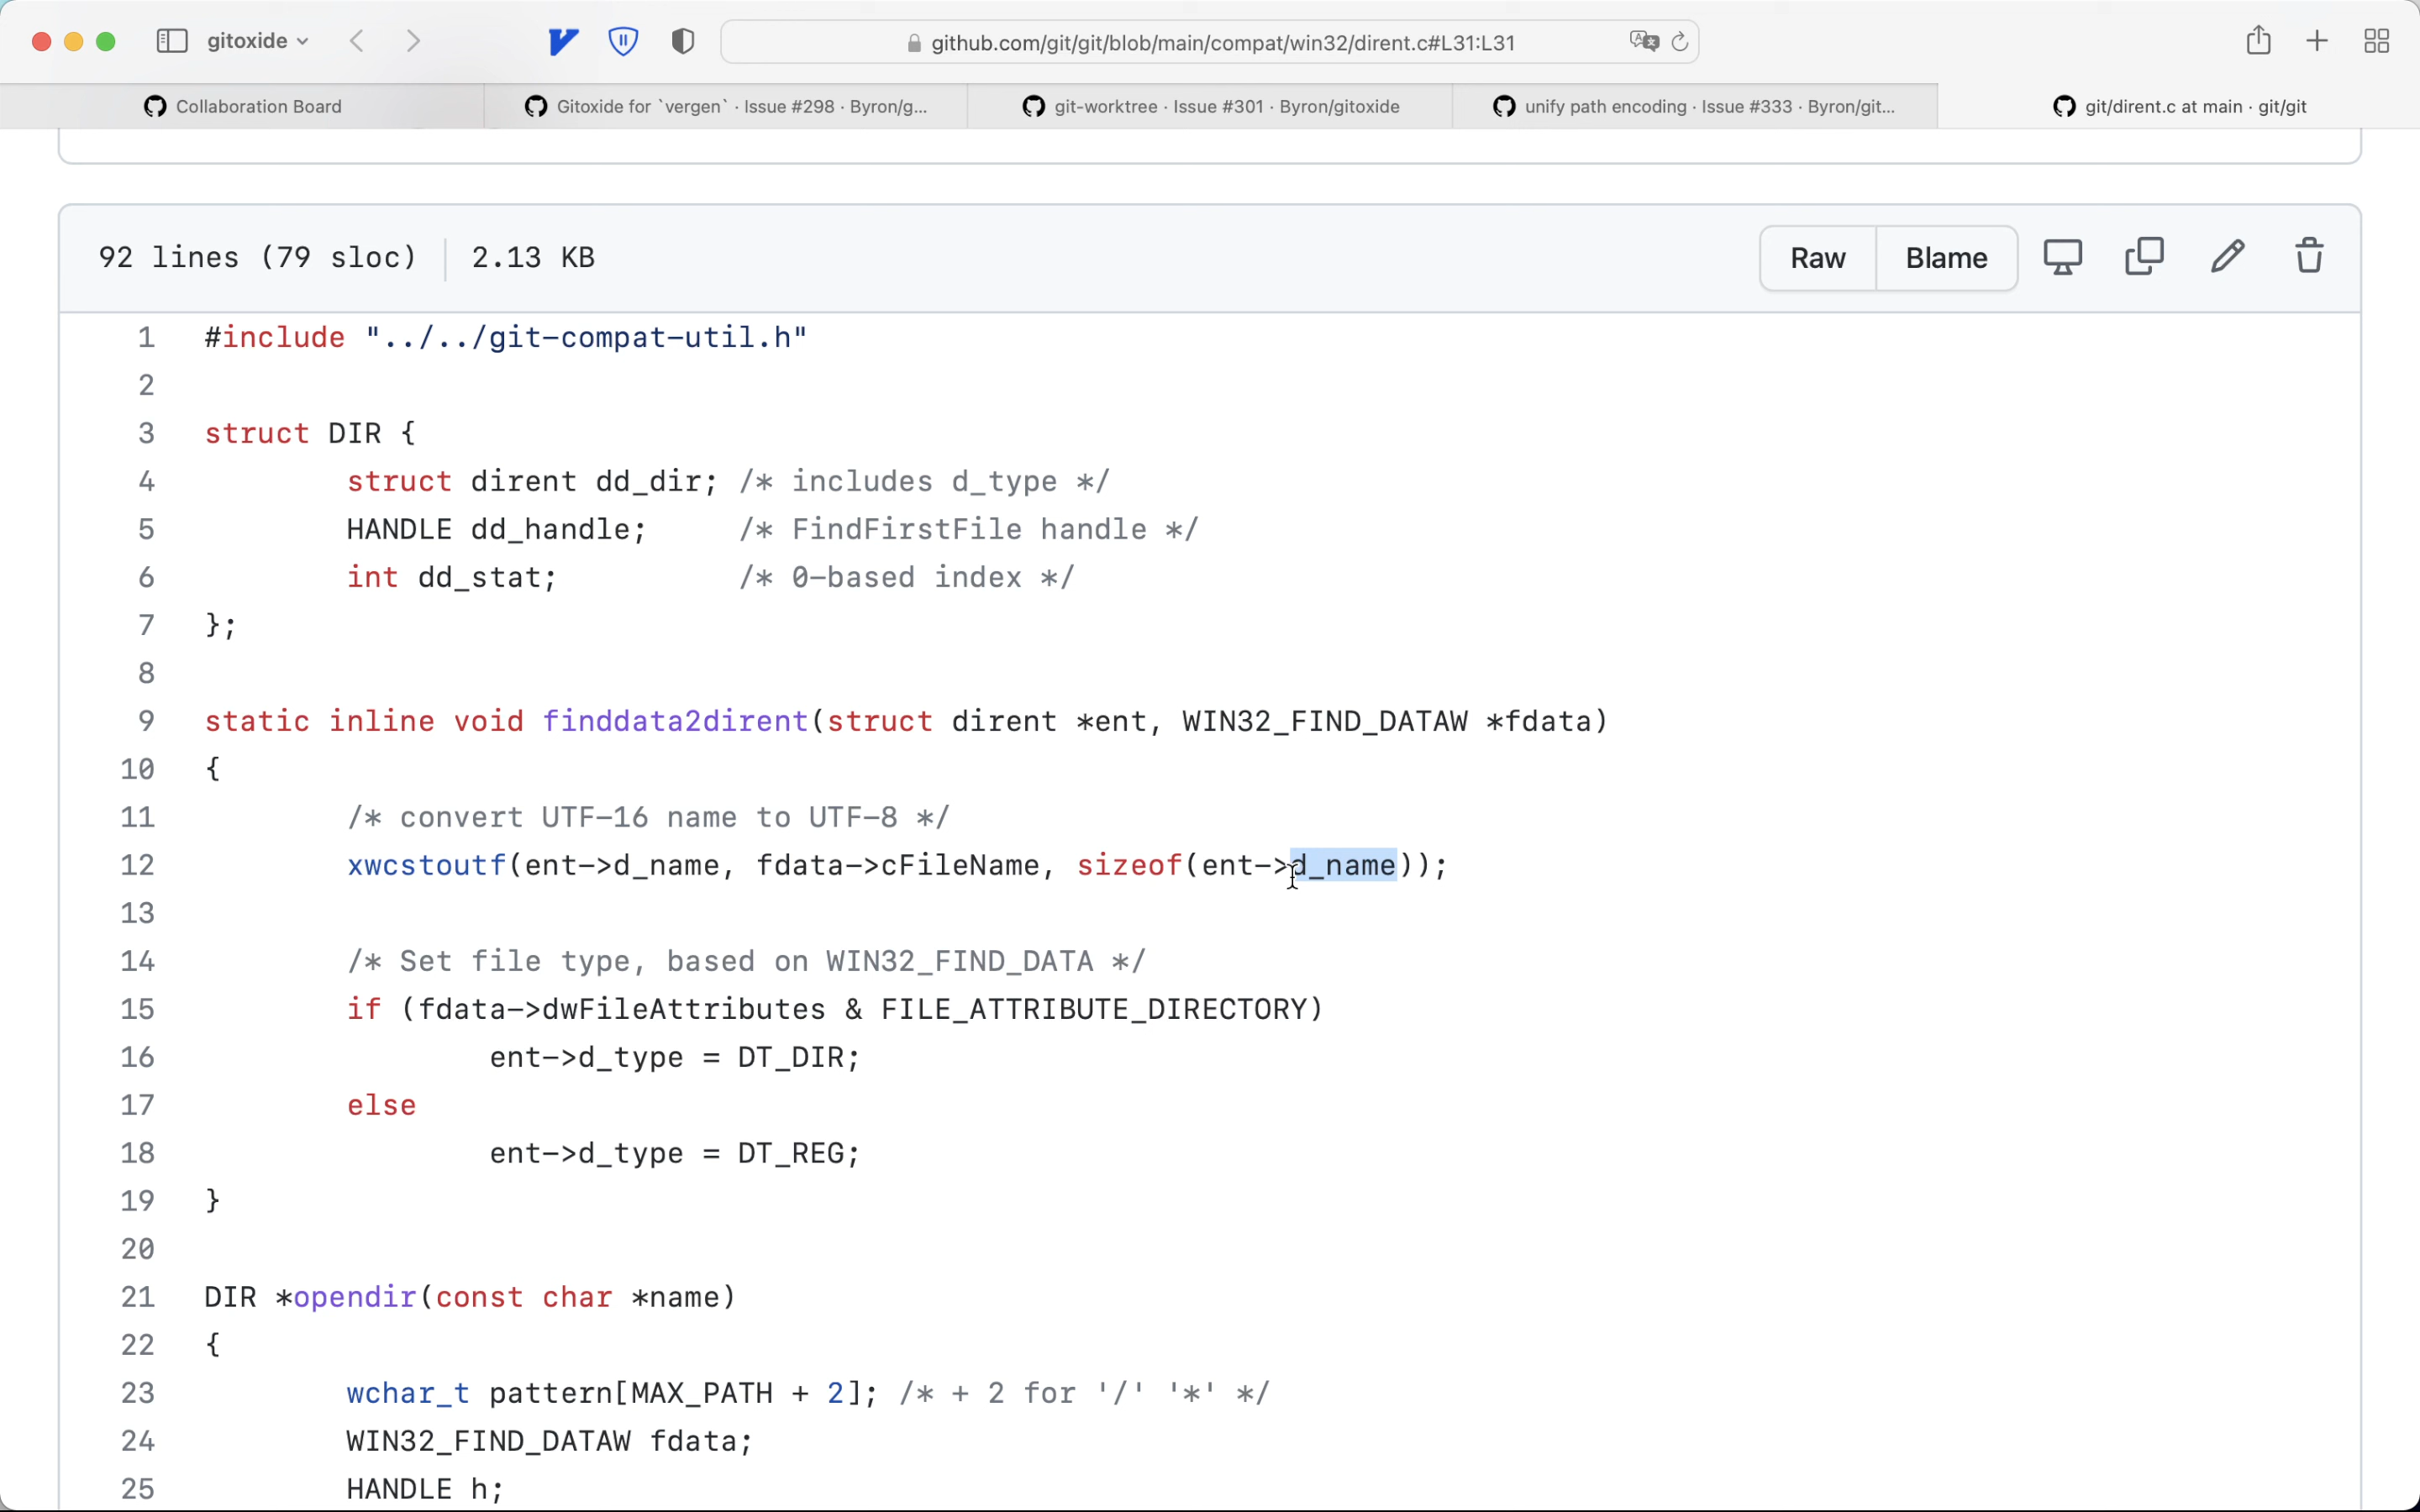 gitoxide
github.com/git/git/blob/main/compat/win32/dirent.c#L31:L31
Collaboration Board
Gitoxide for `vergen` · Issue #298 · Byron/g...
git-worktree · Issue #301 · Byron/gitoxide
unify path encoding · Issue #333 · Byron/git...
git/dirent.c at main · git/git
92 lines (79 sloc) 2.13 KB
Raw Blame
1 #include "../../git-compat-util.h"
2
3 struct DIR {
4 struct dirent dd_dir; /* includes d_type */
5 HANDLE dd_handle; /* FindFirstFile handle */
6 int dd_stat; /* 0-based index */
7 };
8
9 static inline void finddata2dirent(struct dirent *ent, WIN32_FIND_DATAW *fdata)
10 {
11 /* convert UTF-16 name to UTF-8 */
12 xwcstoutf(ent->d_name, fdata->cFileName, sizeof(ent->d_name));
13
14 /* Set file type, based on WIN32_FIND_DATA */
15 if (fdata->dwFileAttributes & FILE_ATTRIBUTE_DIRECTORY)
16 ent->d_type = DT_DIR;
17 else
18 ent->d_type = DT_REG;
19 }
20
21 DIR *opendir(const char *name)
22 {
23 wchar_t pattern[MAX_PATH + 2]; /* + 2 for '/' '*' */
24 WIN32_FIND_DATAW fdata;
25 HANDLE h;